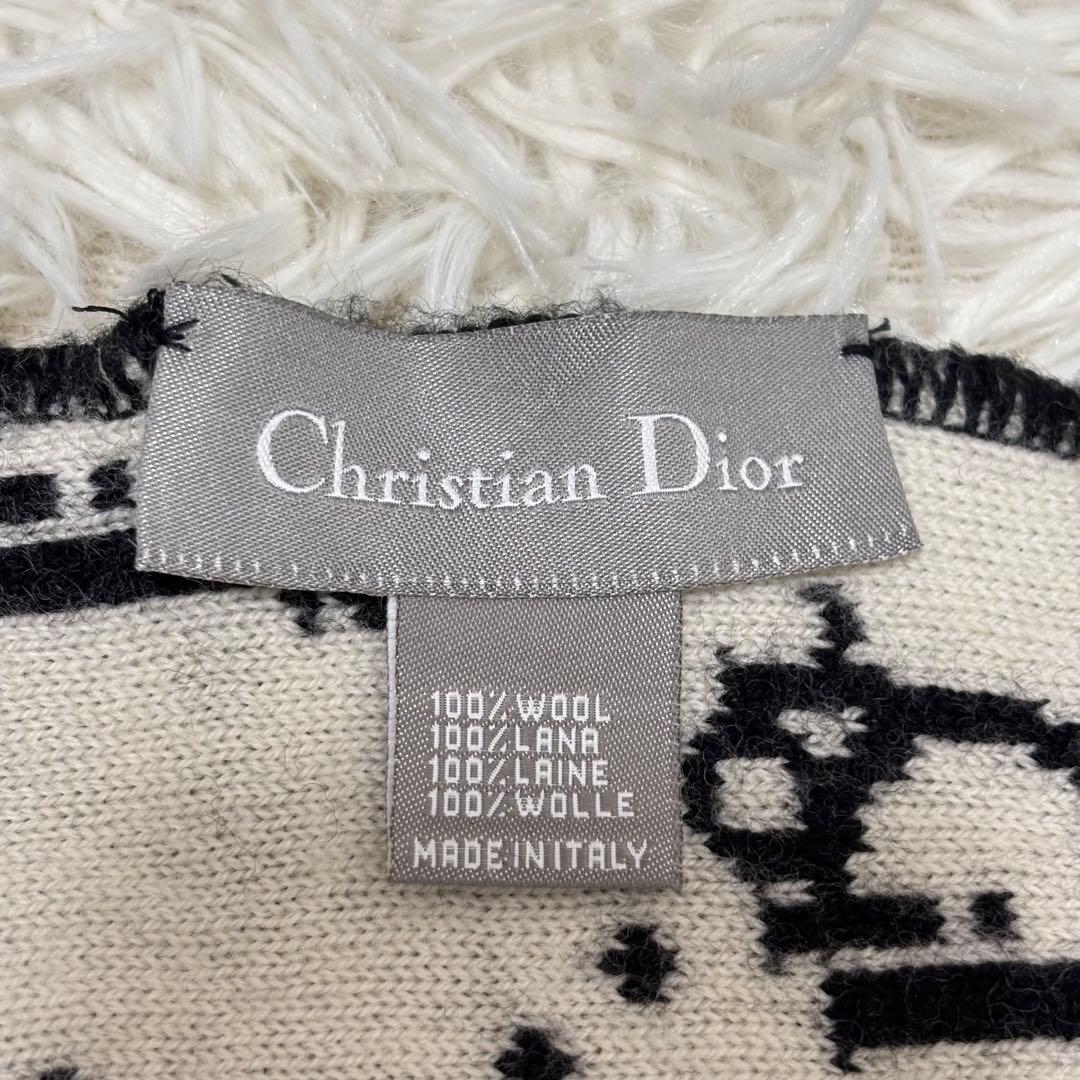 Christian Dior
100% WOOL
100% LANA
100% LAINE
100% WOLLE
MADE IN ITALY